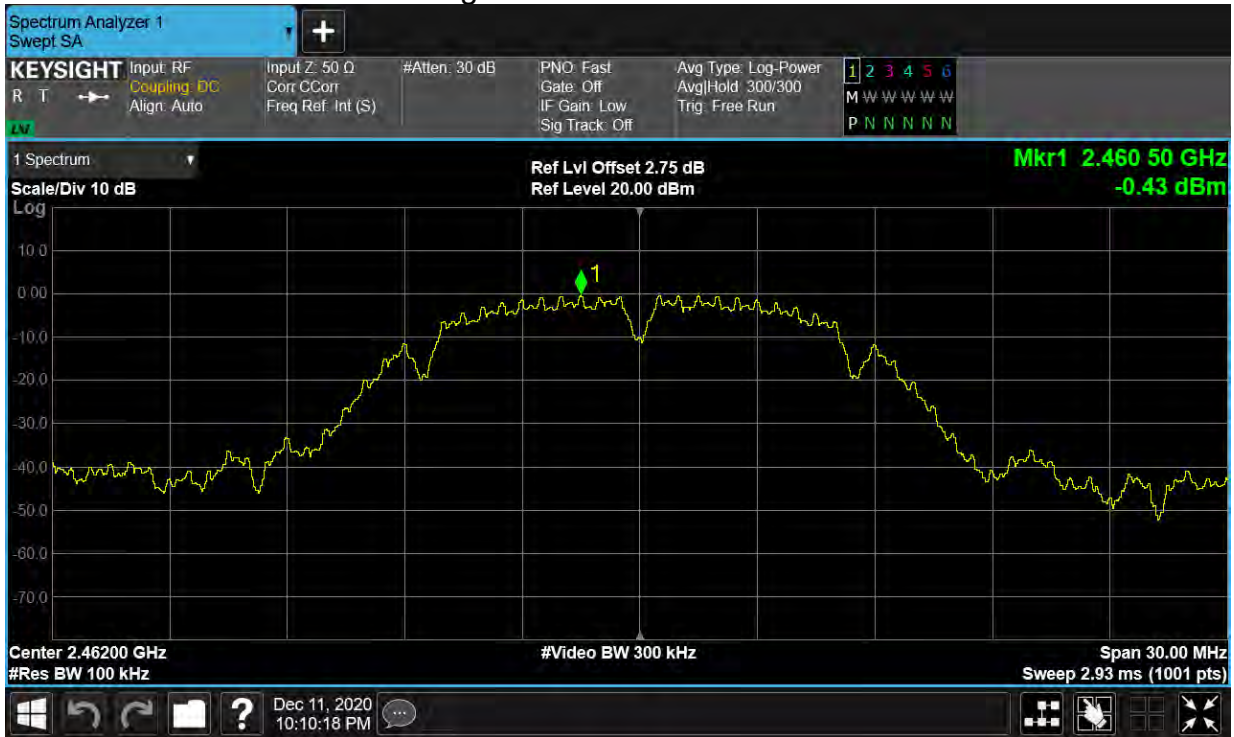 Spectrum Analyzer 1
Swept SA
+
KEYSIGHT Input: RF Input Z: 50 Ω #Atten: 30 dB PNO: Fast Avg Type: Log-Power 1 2 3 4 5 6
R T Coupling: DC Corr CCorr Gate: Off Avg|Hold: 300/300 M W W W W W W
Align: Auto Freq Ref: Int (S) IF Gain: Low Trig: Free Run
Sig Track: Off P N N N N N N
1 Spectrum
Ref Lvl Offset 2.75 dB
Mkr1 2.460 50 GHz
Scale/Div 10 dB Ref Level 20.00 dBm -0.43 dBm
Log
10.0
1
0.00
-10.0
-20.0
-30.0
-40.0
-50.0
-60.0
-70.0
Center 2.46200 GHz #Video BW 300 kHz Span 30.00 MHz
#Res BW 100 kHz Sweep 2.93 ms (1001 pts)
? Dec 11, 2020
10:10:18 PM